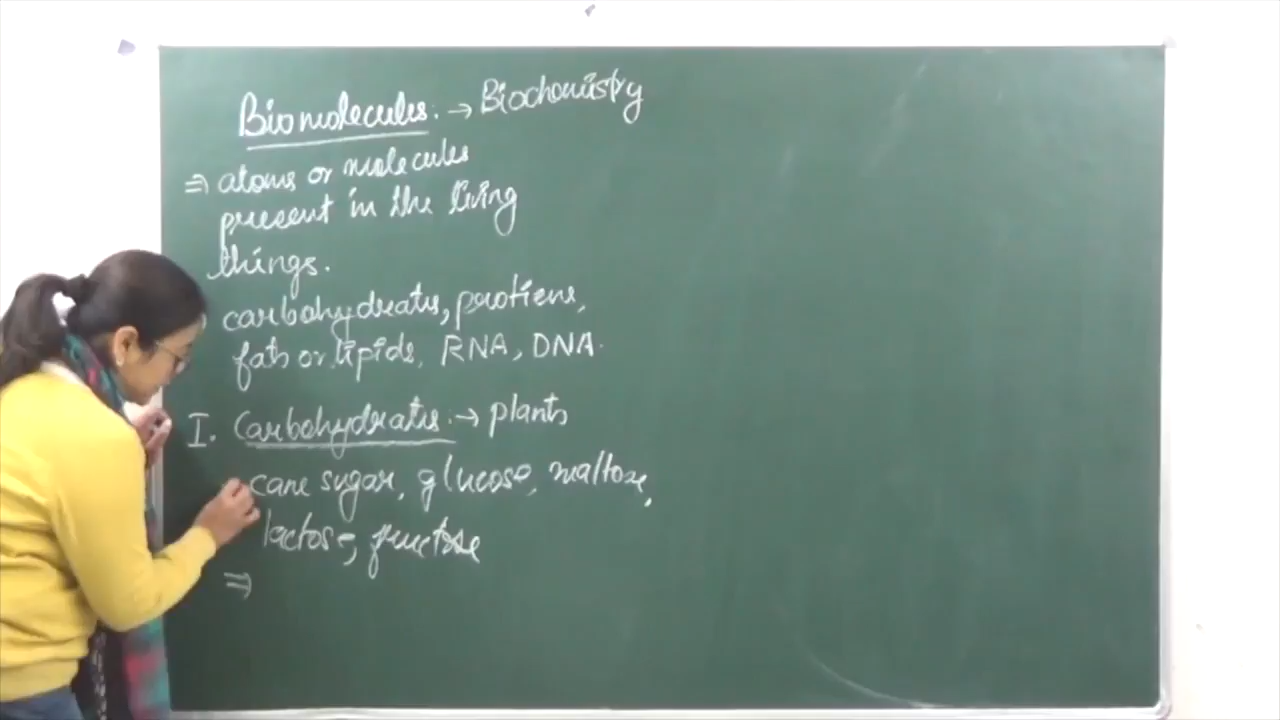 Biomolecules. → Biochemistry
⇒ atoms or molecules
present in the living
things.
carbohydrates, protiens,
fats or lipids, RNA, DNA.
I. Carbohydrates. → plants
cane sugar, glucose, maltose,
lactose, fructose
⇒